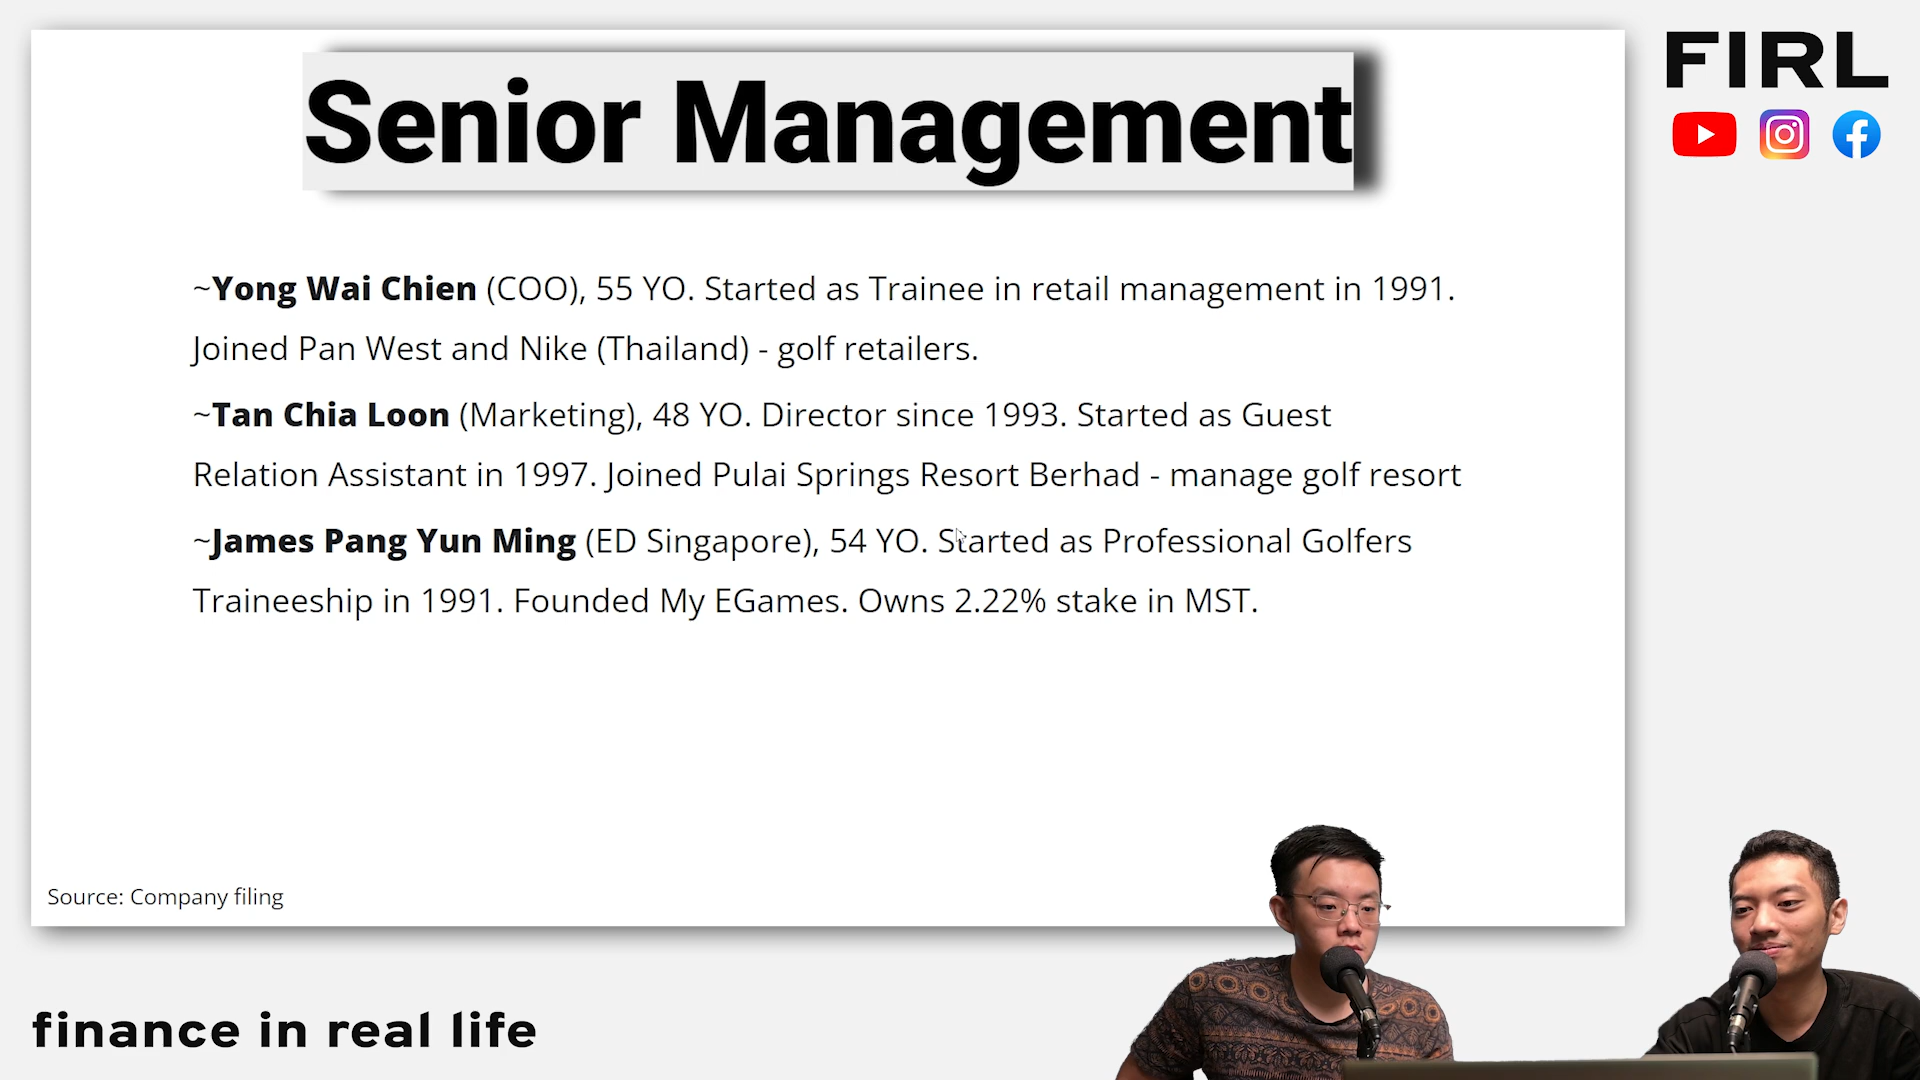 Senior Management
FIRL
~Yong Wai Chien (COO), 55 YO. Started as Trainee in retail management in 1991.
Joined Pan West and Nike (Thailand) - golf retailers.
~Tan Chia Loon (Marketing), 48 YO. Director since 1993. Started as Guest
Relation Assistant in 1997. Joined Pulai Springs Resort Berhad - manage golf resort
~James Pang Yun Ming (ED Singapore), 54 YO. Started as Professional Golfers
Traineeship in 1991. Founded My EGames. Owns 2.22% stake in MST.
Source: Company filing
finance in real life